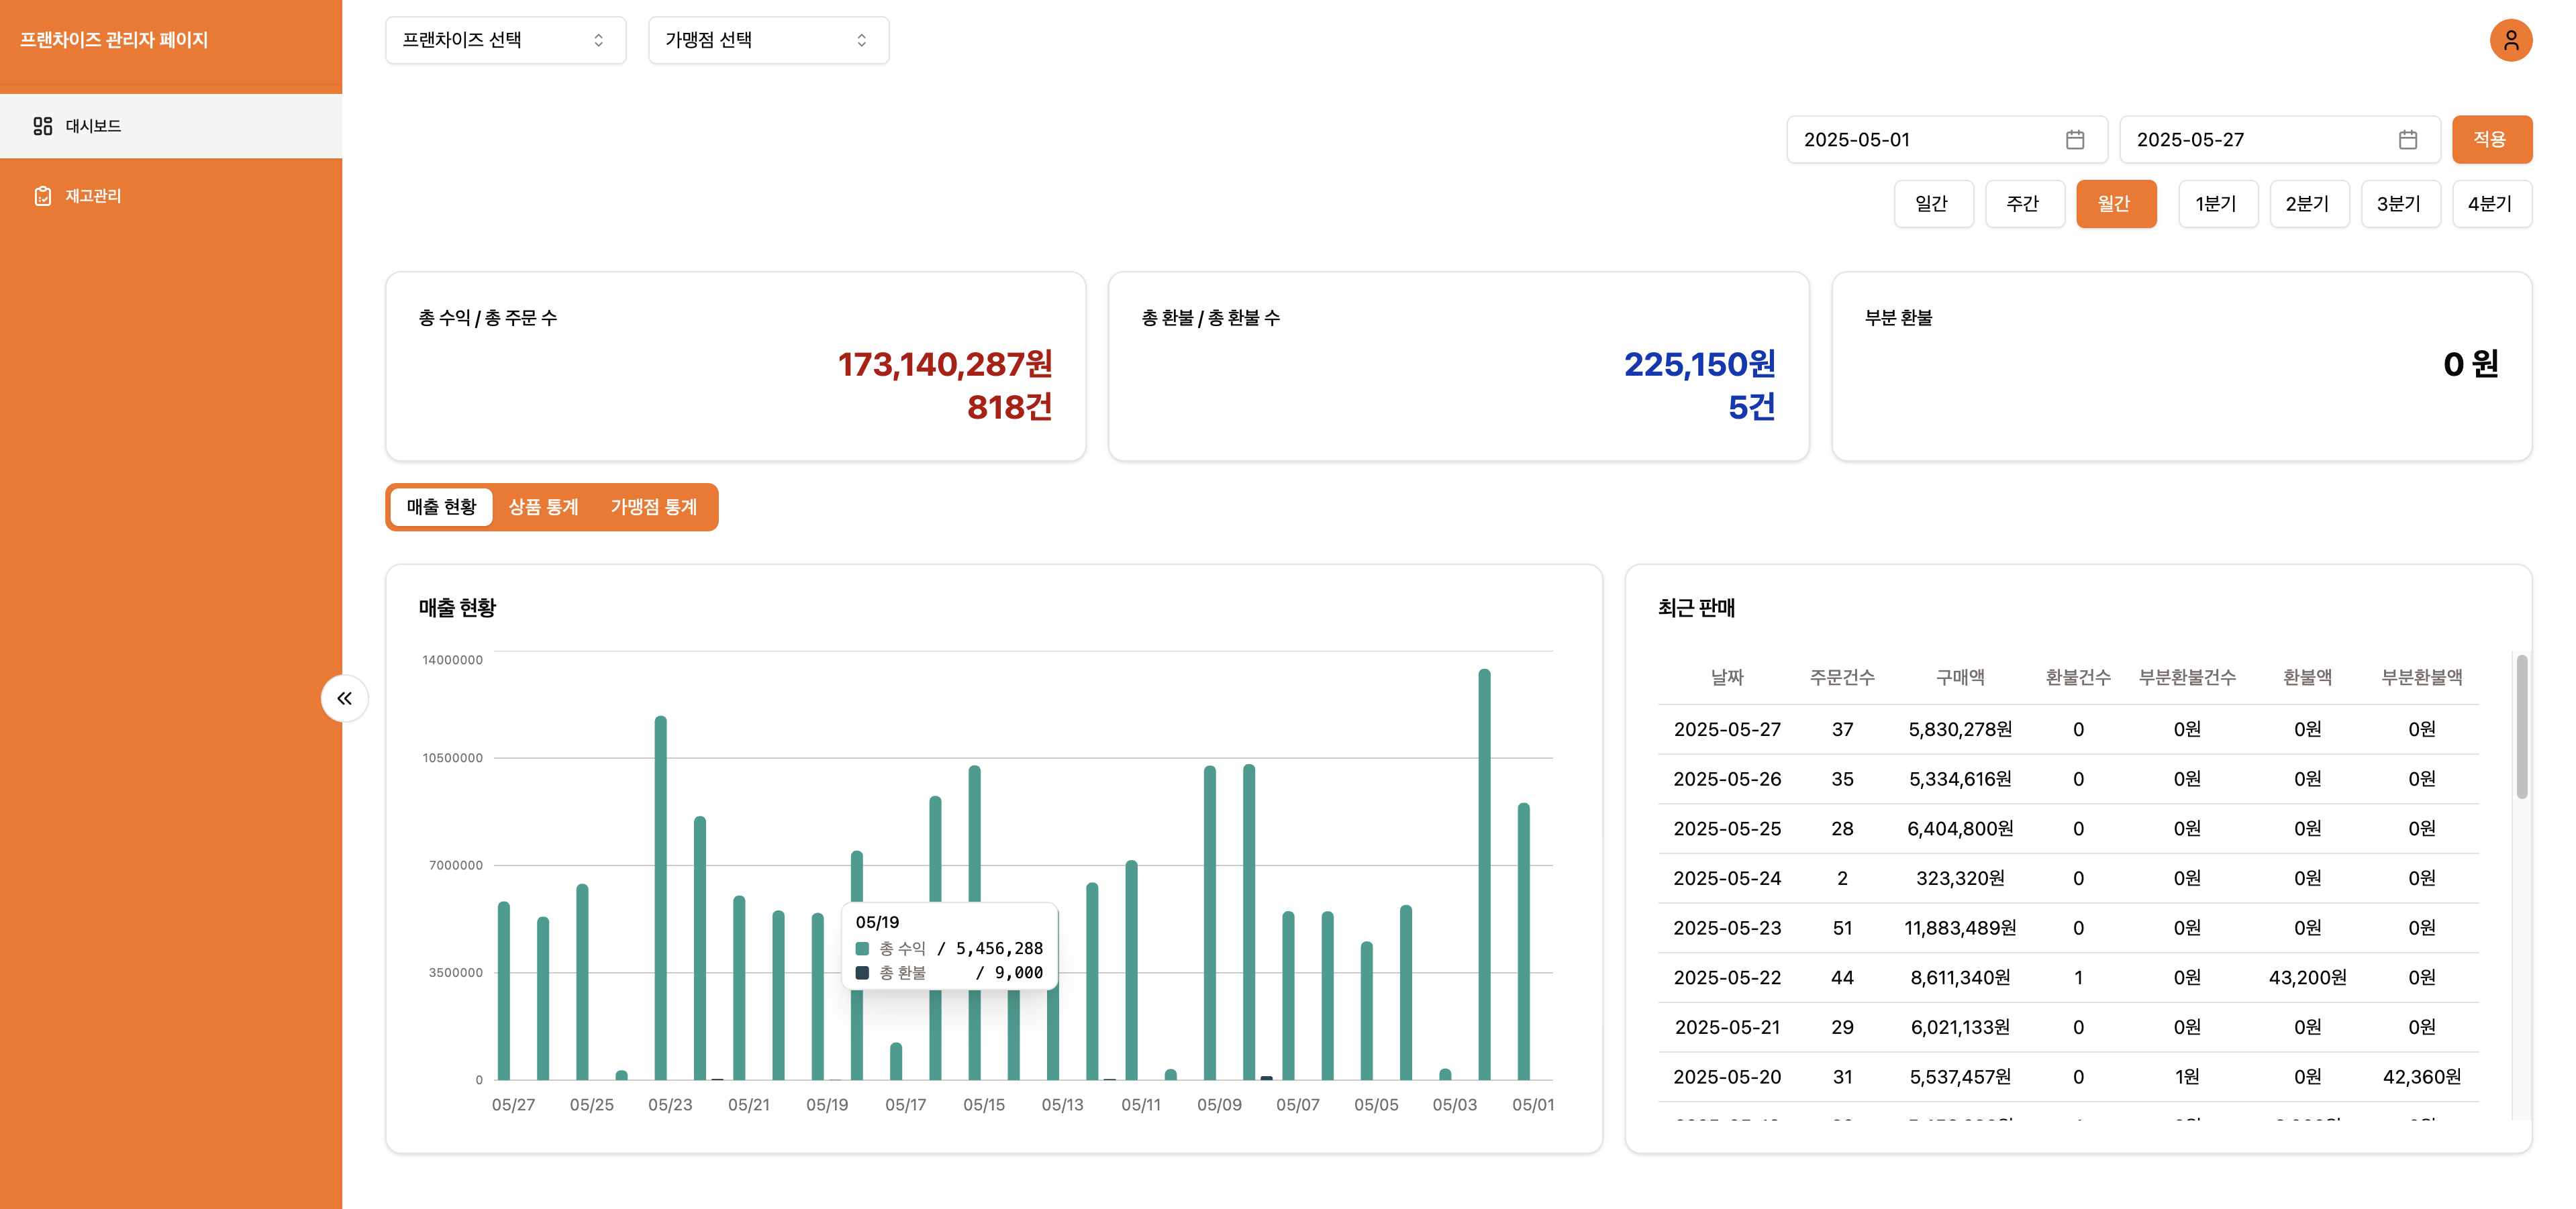 프랜차이즈 관리자 페이지
대시보드
재고관리
프랜차이즈 선택
가맹점 선택
2025-05-01
2025-05-27
적용
일간
주간
월간
1분기
2분기
3분기
4분기
총 수익 / 총 주문 수
173,140,287원
818건
총 환불 / 총 환불 수
225,150원
5건
부분 환불
0 원
매출 현황
상품 통계
가맹점 통계
매출 현황
14000000
10500000
7000000
3500000
0
05/19
총 수익 / 5,456,288
총 환불 / 9,000
05/27 05/25 05/23 05/21 05/19 05/17 05/15 05/13 05/11 05/09 05/07 05/05 05/03 05/01
최근 판매
날짜 주문건수 구매액 환불건수 부분환불건수 환불액 부분환불액
2025-05-27 37 5,830,278원 0 0원 0원 0원
2025-05-26 35 5,334,616원 0 0원 0원 0원
2025-05-25 28 6,404,800원 0 0원 0원 0원
2025-05-24 2 323,320원 0 0원 0원 0원
2025-05-23 51 11,883,489원 0 0원 0원 0원
2025-05-22 44 8,611,340원 1 0원 43,200원 0원
2025-05-21 29 6,021,133원 0 0원 0원 0원
2025-05-20 31 5,537,457원 0 1원 0원 42,360원